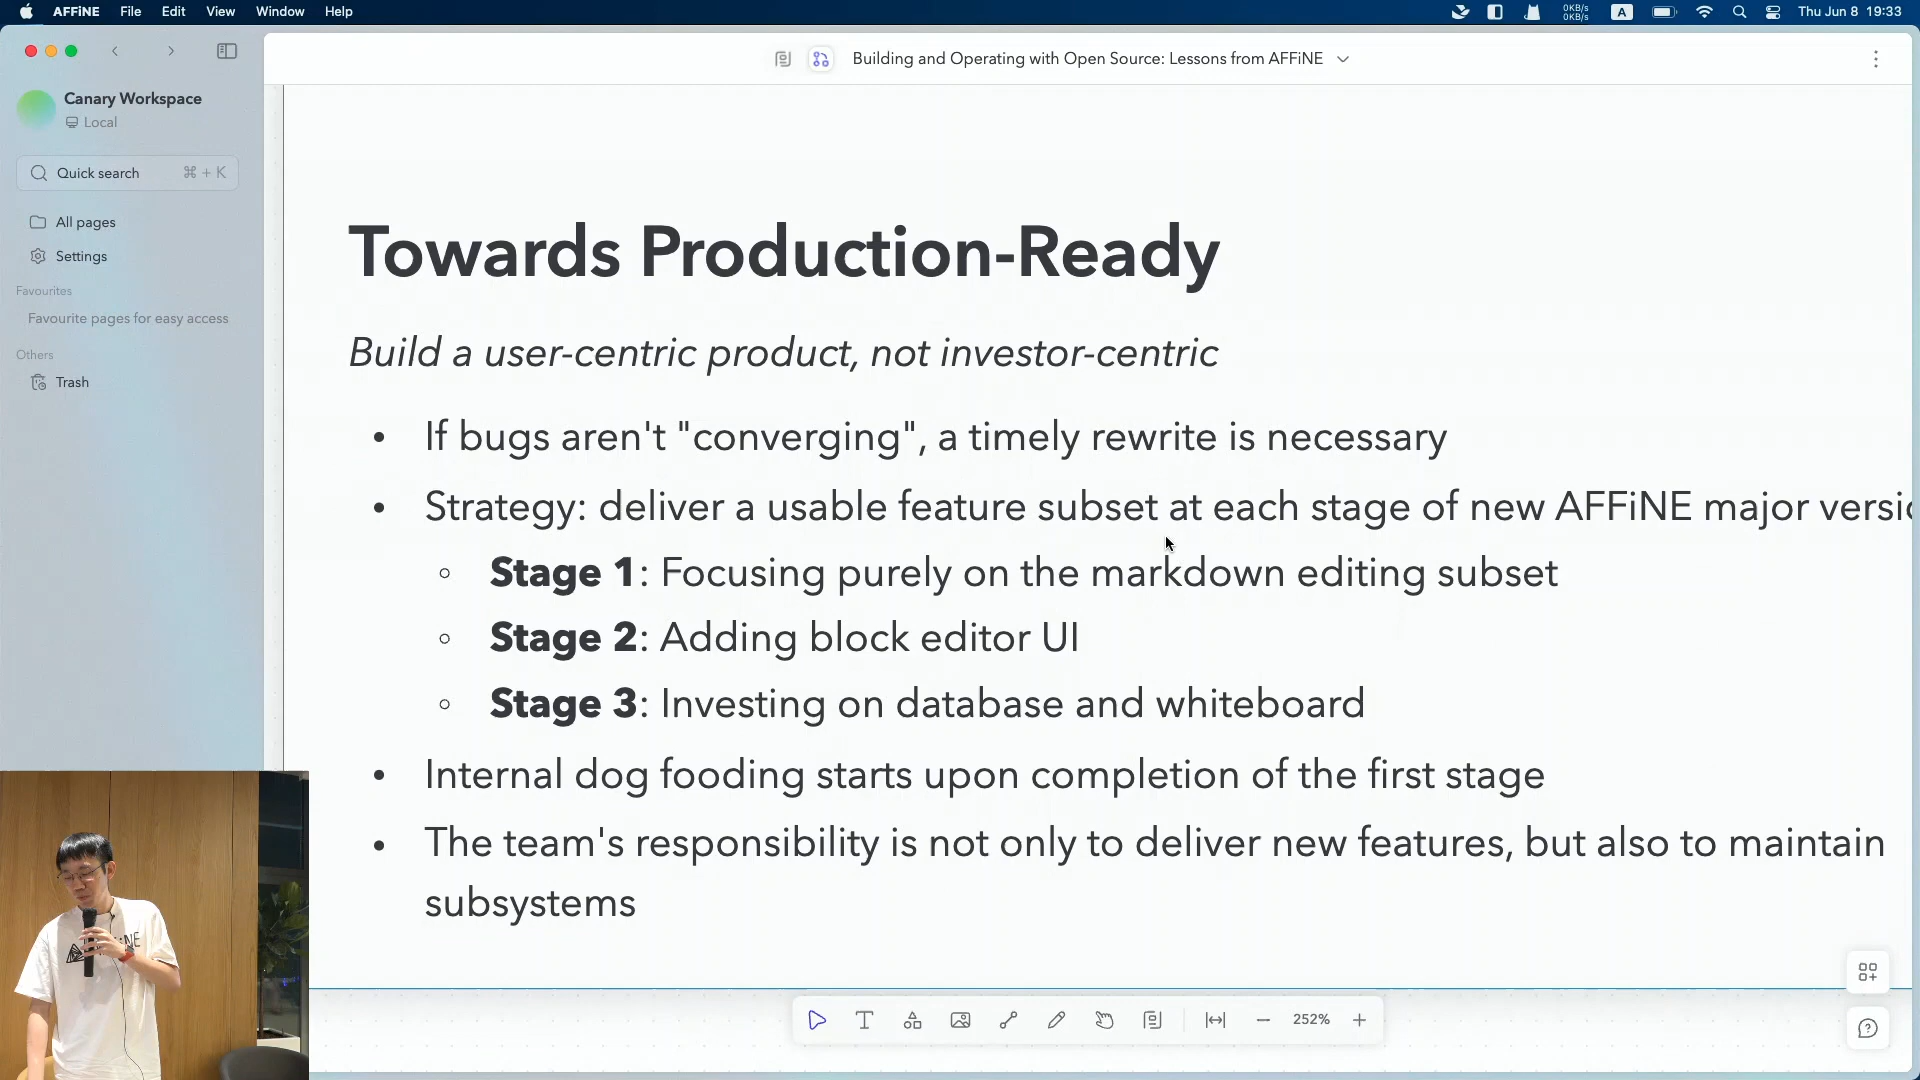 AFFiNE File Edit View Window Help
0KB/s
0KB/s
A
Thu Jun 8 19:33
Building and Operating with Open Source: Lessons from AFFiNE
Canary Workspace
Local
Quick search ⌘ + K
All pages
Settings
Favourites
Favourite pages for easy access
Others
Trash
Towards Production-Ready
Build a user-centric product, not investor-centric
• If bugs aren't "converging", a timely rewrite is necessary
• Strategy: deliver a usable feature subset at each stage of new AFFiNE major versio
◦ Stage 1: Focusing purely on the markdown editing subset
◦ Stage 2: Adding block editor UI
◦ Stage 3: Investing on database and whiteboard
• Internal dog fooding starts upon completion of the first stage
• The team's responsibility is not only to deliver new features, but also to maintain
subsystems
252%